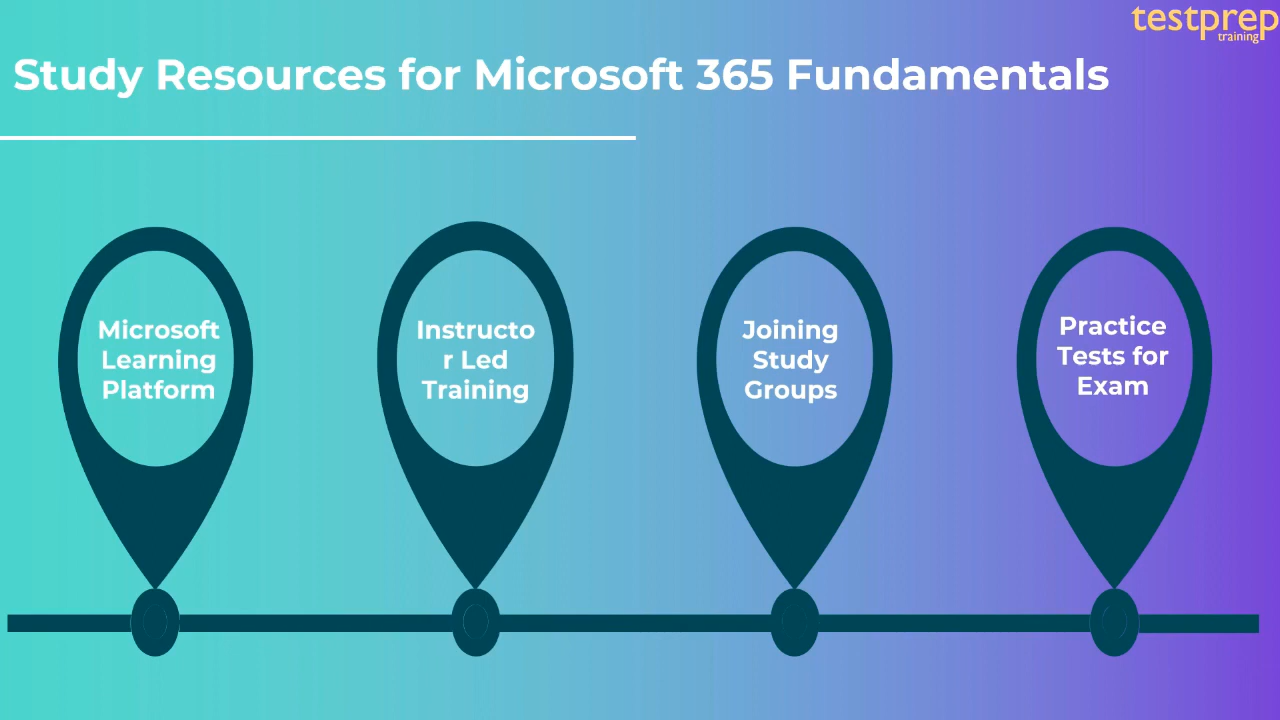 testprep
training
Study Resources for Microsoft 365 Fundamentals
Microsoft
Learning
Platform
Instructo
r Led
Training
Joining
Study
Groups
Practice
Tests for
Exam